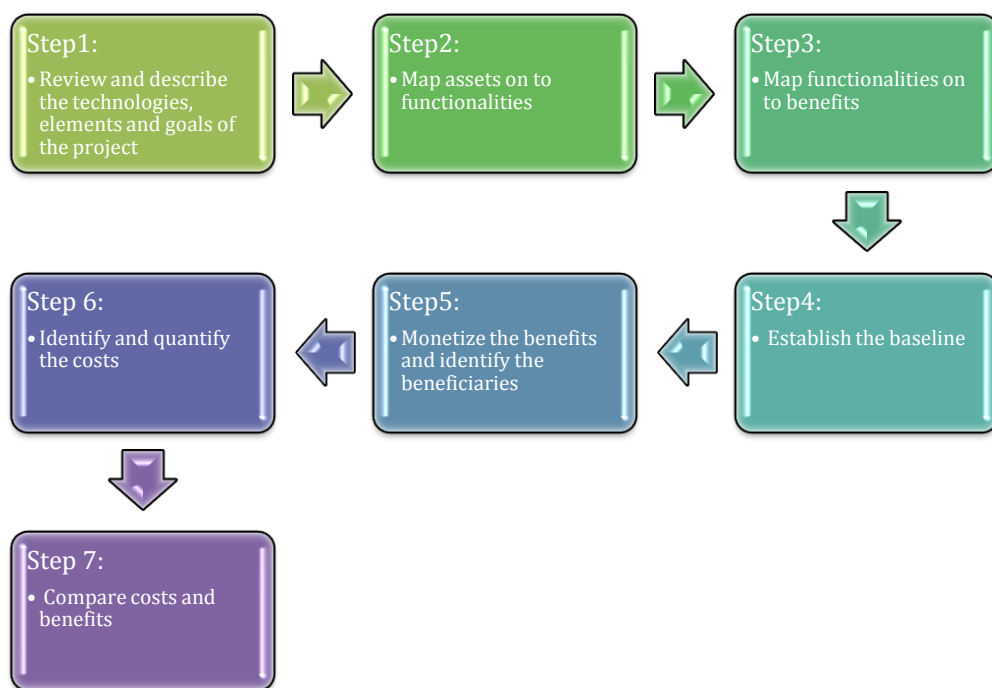 Step1:
• Review and describe
the technologies,
elements and goals of
the project
Step2:
• Map assets on to
functionalities
Step3:
• Map functionalities on
to benefits
Step4:
• Establish the baseline
Step5:
• Monetize the benefits
and identify the
beneficiaries
Step 6:
• Identify and quantify
the costs
Step 7:
• Compare costs and
benefits